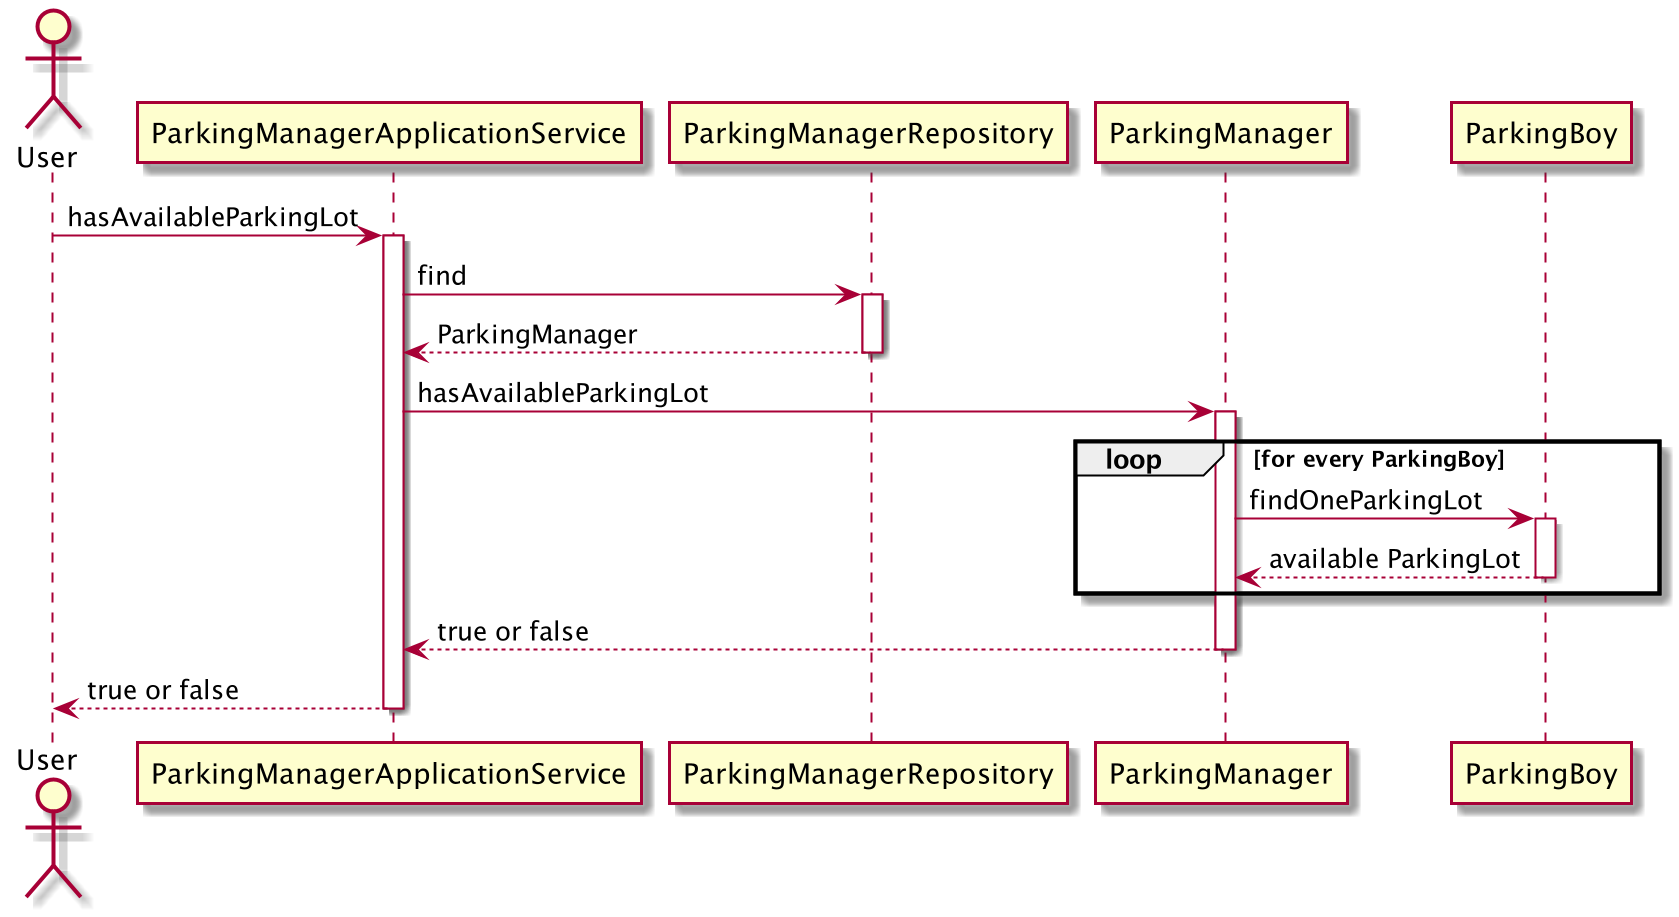 User
ParkingManagerApplicationService
ParkingManagerRepository
ParkingManager
ParkingBoy
hasAvailableParkingLot
find
ParkingManager
hasAvailableParkingLot
loop
[for every ParkingBoy]
findOneParkingLot
available ParkingLot
true or false
true or false
User
ParkingManagerApplicationService
ParkingManagerRepository
ParkingManager
ParkingBoy